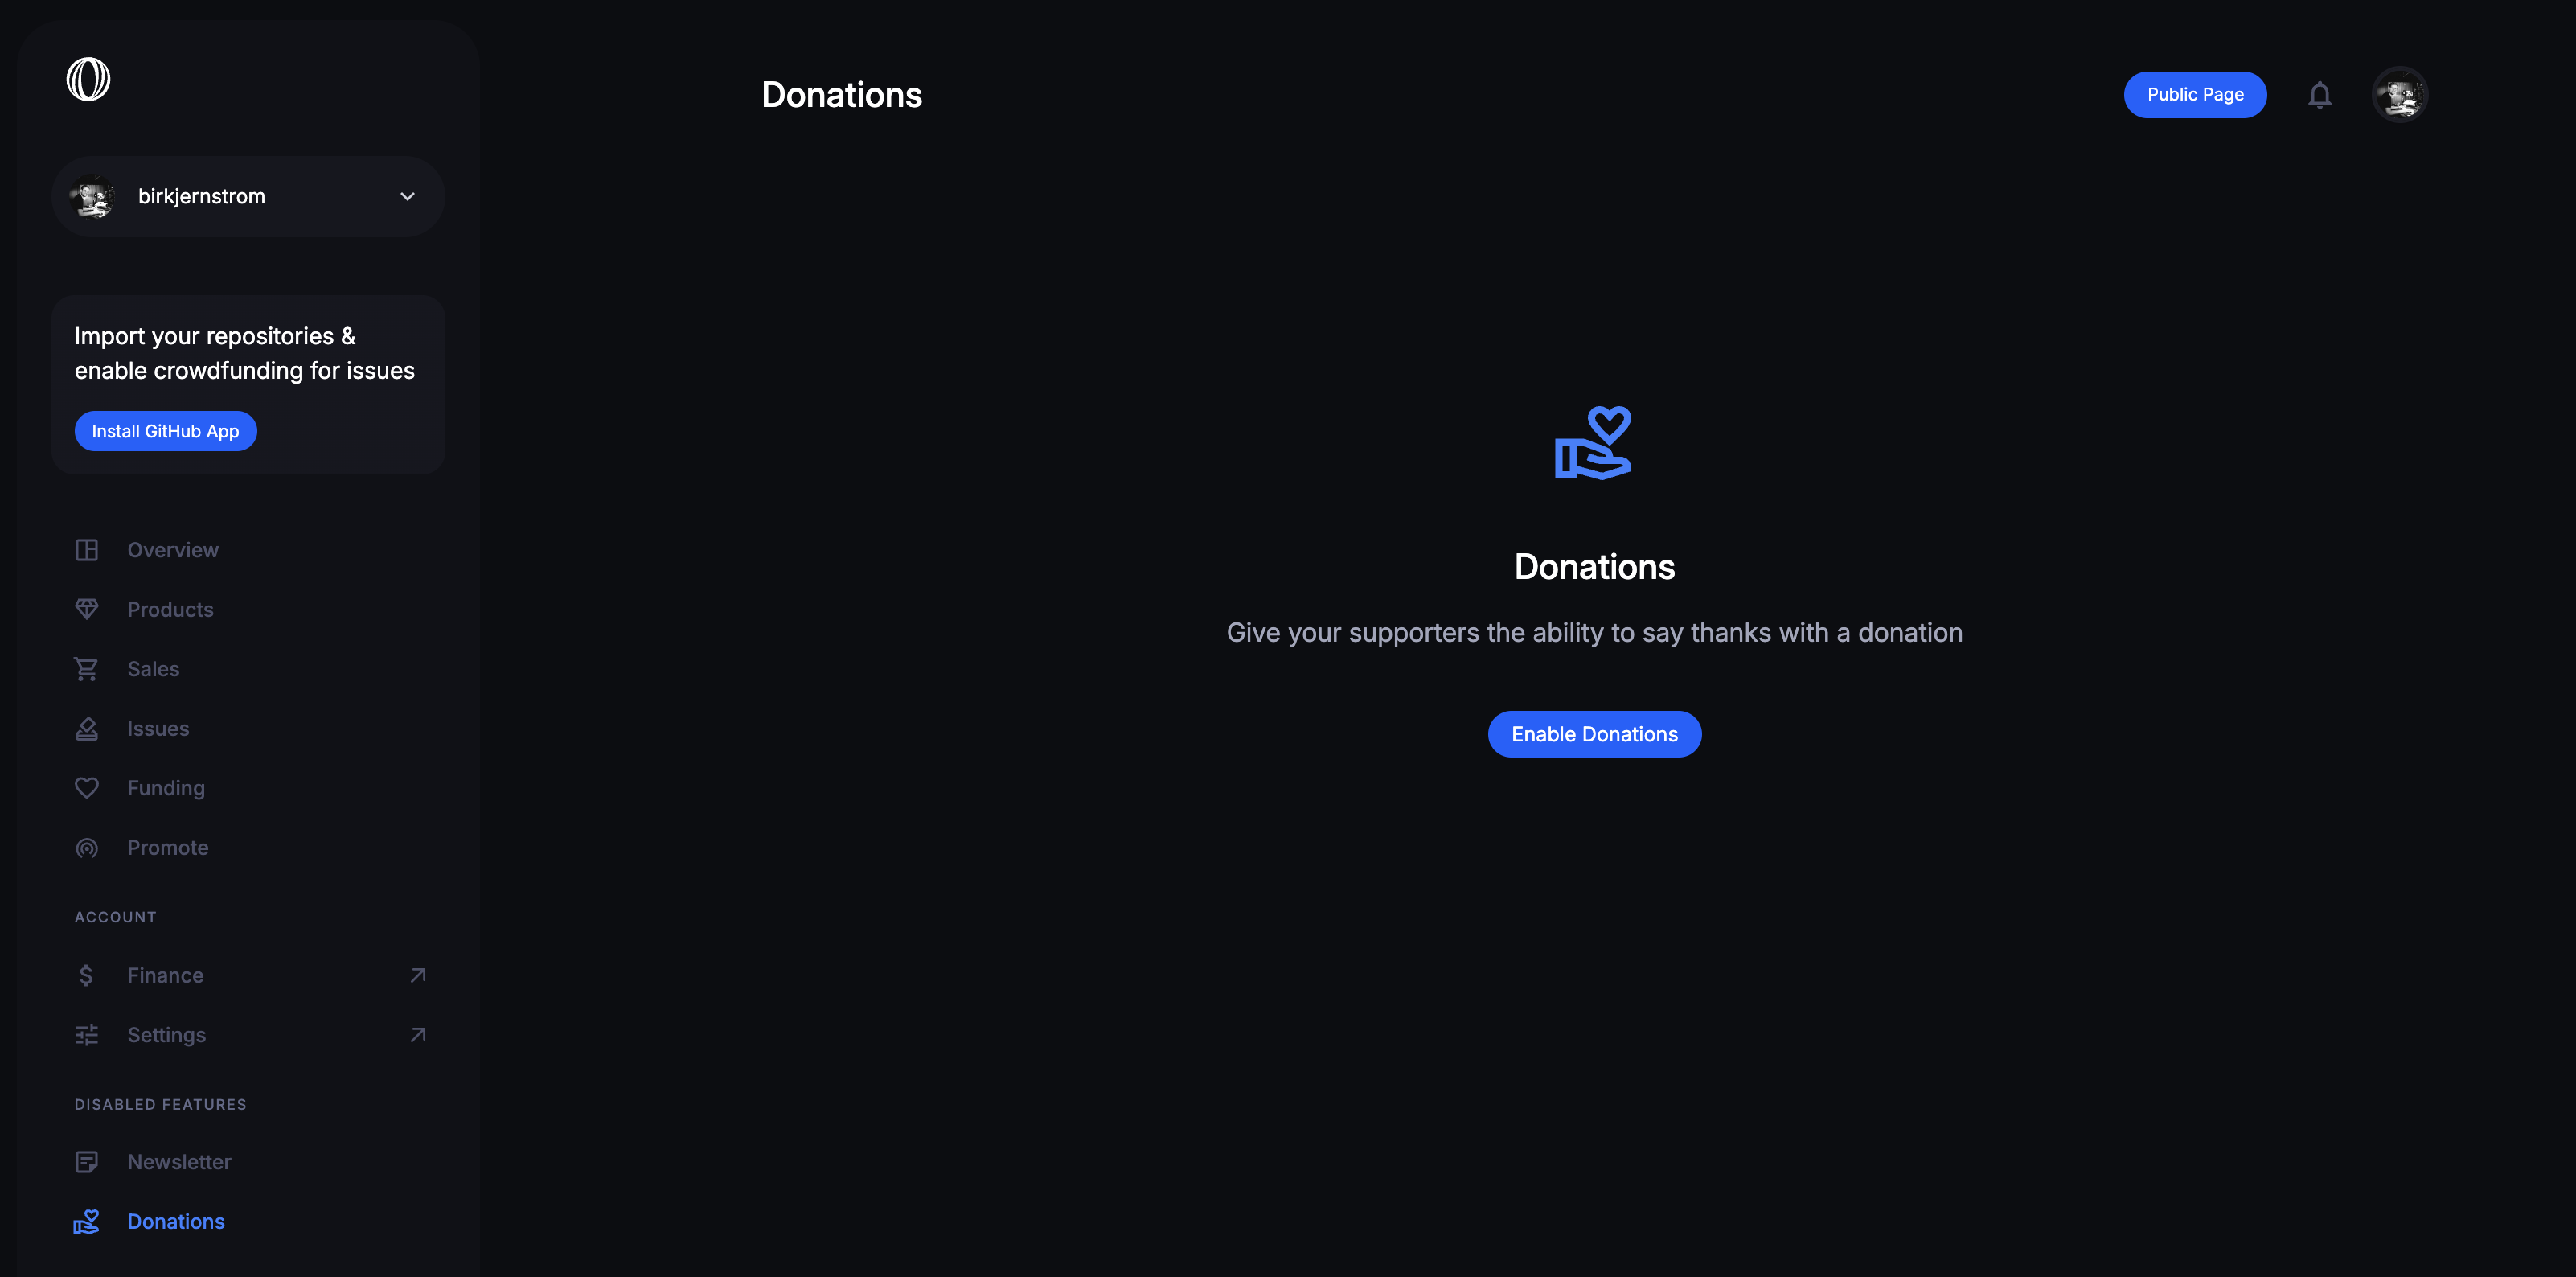 birkjernstrom
Import your repositories &
enable crowdfunding for issues
Install GitHub App
Overview
Products
Sales
Issues
Funding
Promote
ACCOUNT
Finance
Settings
DISABLED FEATURES
Newsletter
Donations
Donations
Public Page
Donations
Give your supporters the ability to say thanks with a donation
Enable Donations